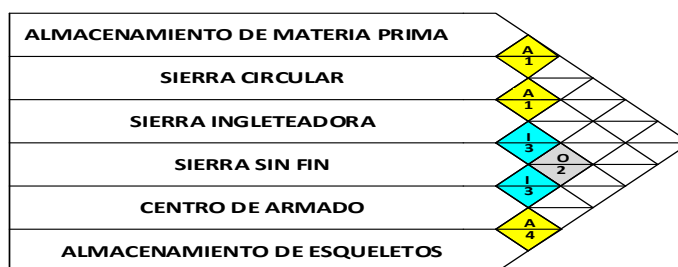 ALMACENAMIENTO DE MATERIA PRIMA
A
1
SIERRA CIRCULAR
A
1
SIERRA INGLETEADORA
I
3
SIERRA SIN FIN
O
2
I
3
CENTRO DE ARMADO
A
4
ALMACENAMIENTO DE ESQUELETOS